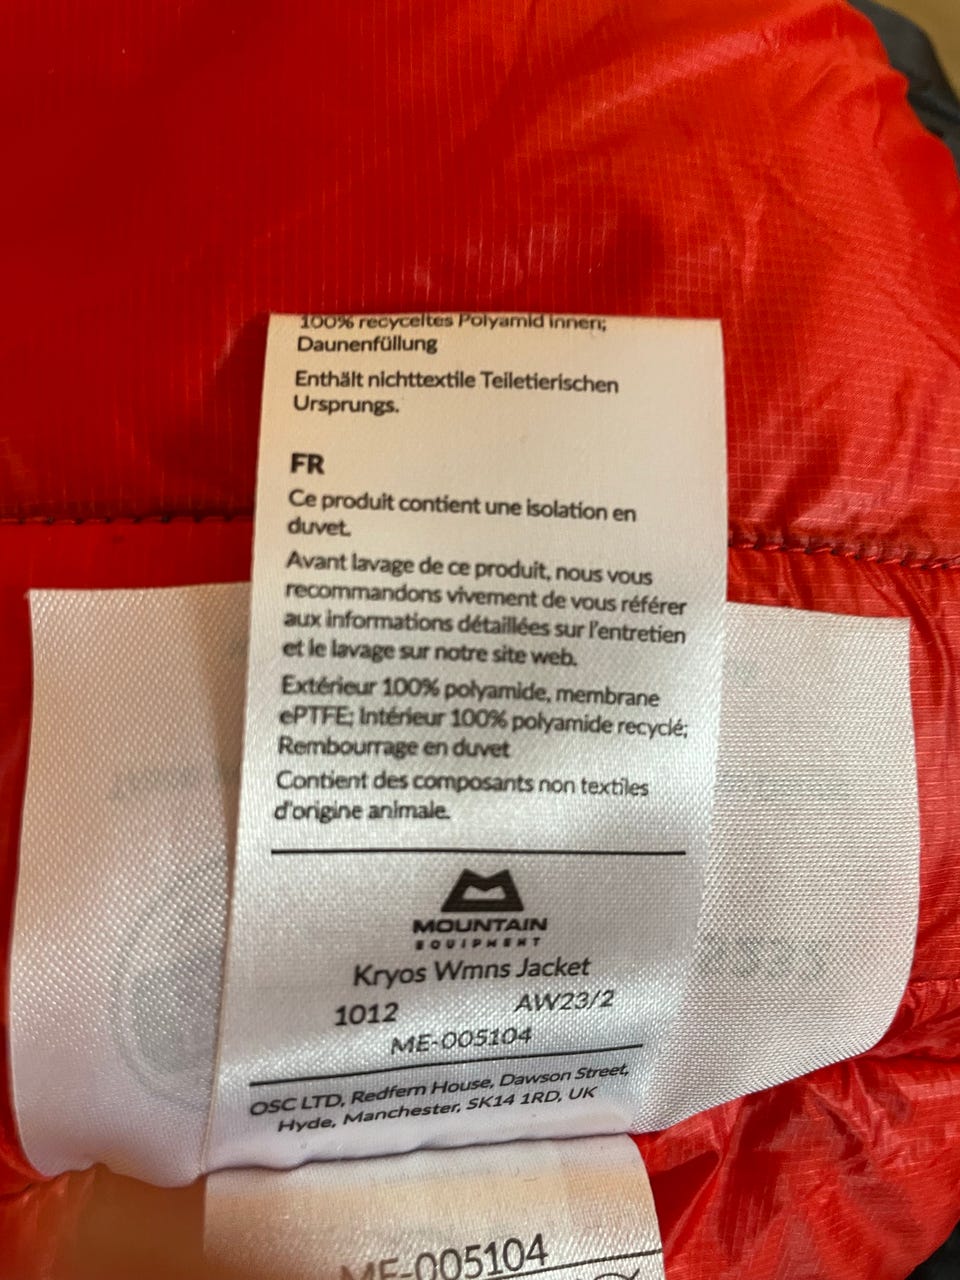 100% recyceltes Polyamid innen;
Daunenfüllung
Enthält nichttextile Teiletierischen
Ursprungs.
FR
Ce produit contient une isolation en
duvet.
Avant lavage de ce produit, nous vous
recommandons vivement de vous référer
aux informations détaillées sur l'entretien
et le lavage sur notre site web.
Extérieur 100% polyamide, membrane
ePTFE; Intérieur 100% polyamide recyclé;
Rembourrage en duvet
Contient des composants non textiles
d'origine animale.
MOUNTAIN
EQUIPMENT
Kryos Wmns Jacket
1012 AW23/2
ME-005104
OSC LTD, Redfern House, Dawson Street,
Hyde, Manchester, SK14 1RD, UK
ME-005104